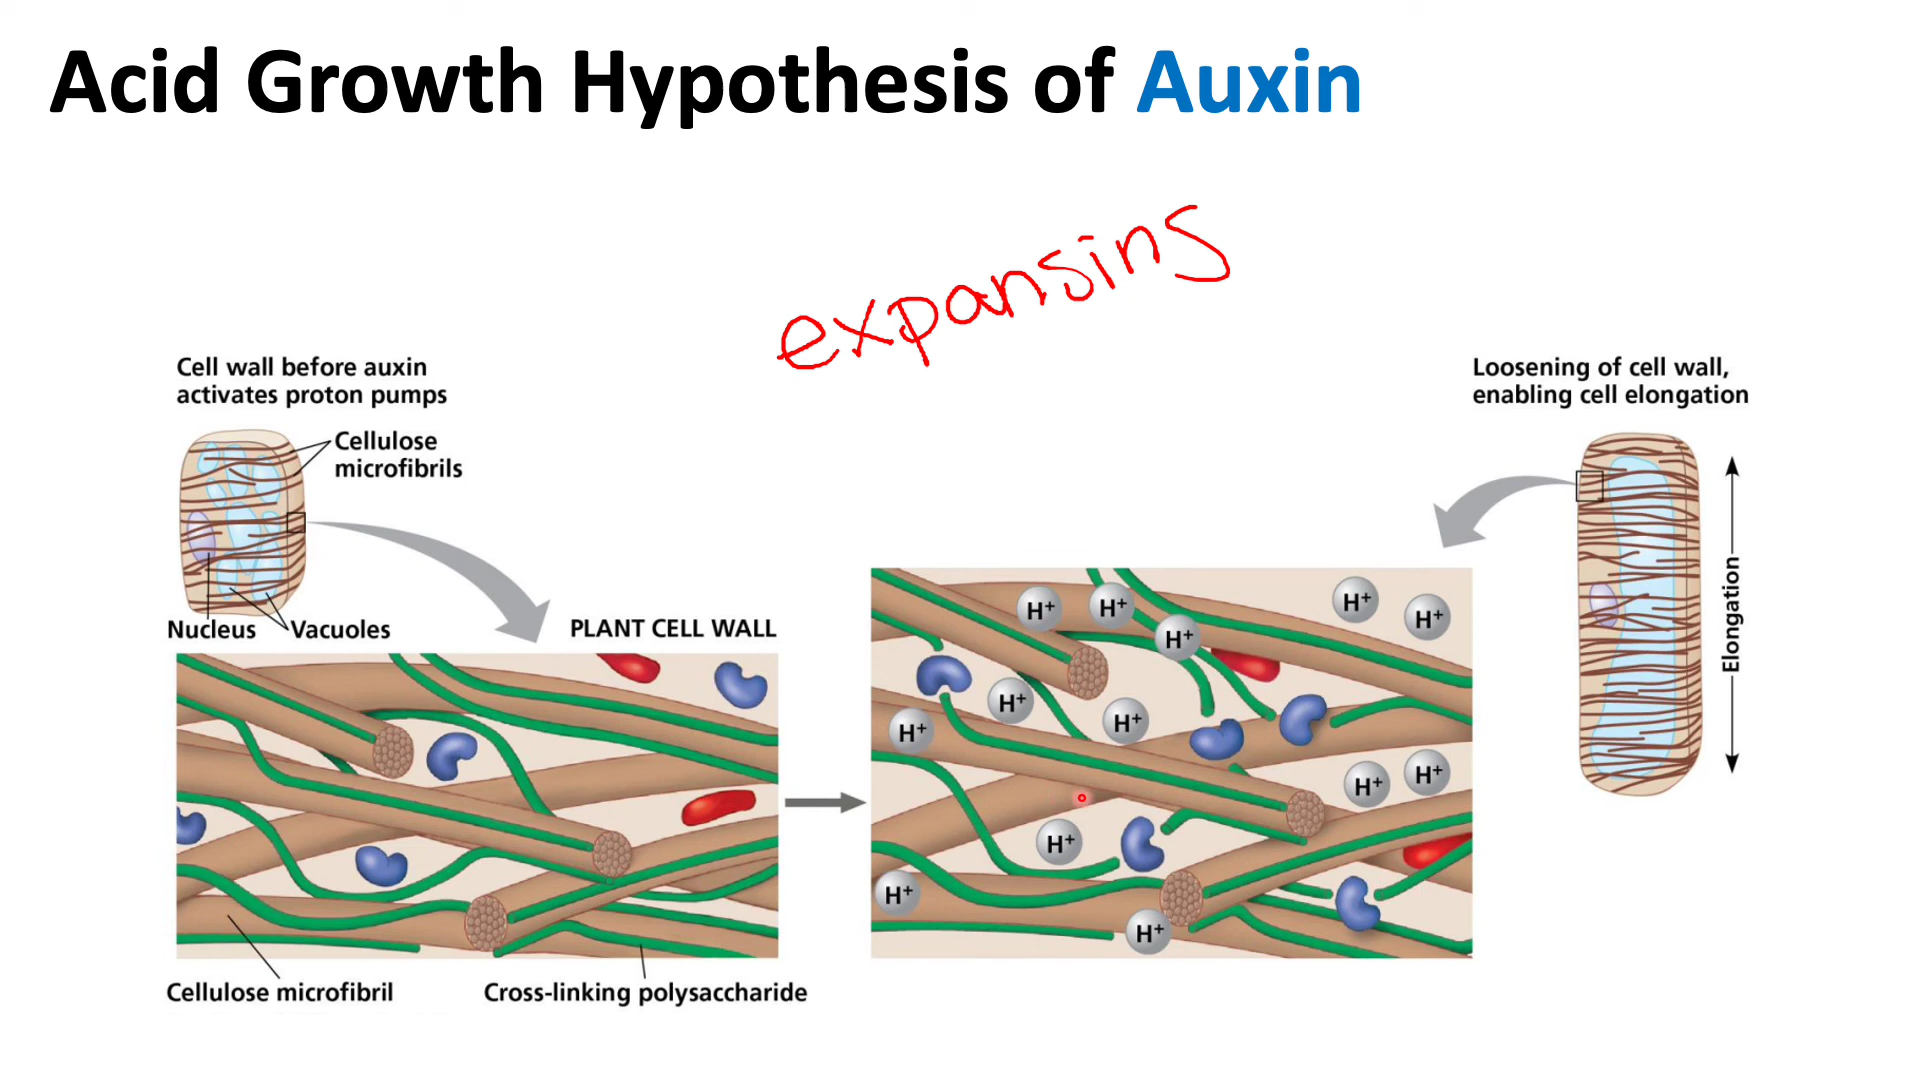 Acid Growth Hypothesis of Auxin
expansins
Cell wall before auxin
activates proton pumps
Cellulose
microfibrils
Nucleus
Vacuoles
PLANT CELL WALL
Cellulose microfibril
Cross-linking polysaccharide
Loosening of cell wall,
enabling cell elongation
Elongation
H+
H+
H+
H+
H+
H+
H+
H+
H+
H+
H+
H+
H+